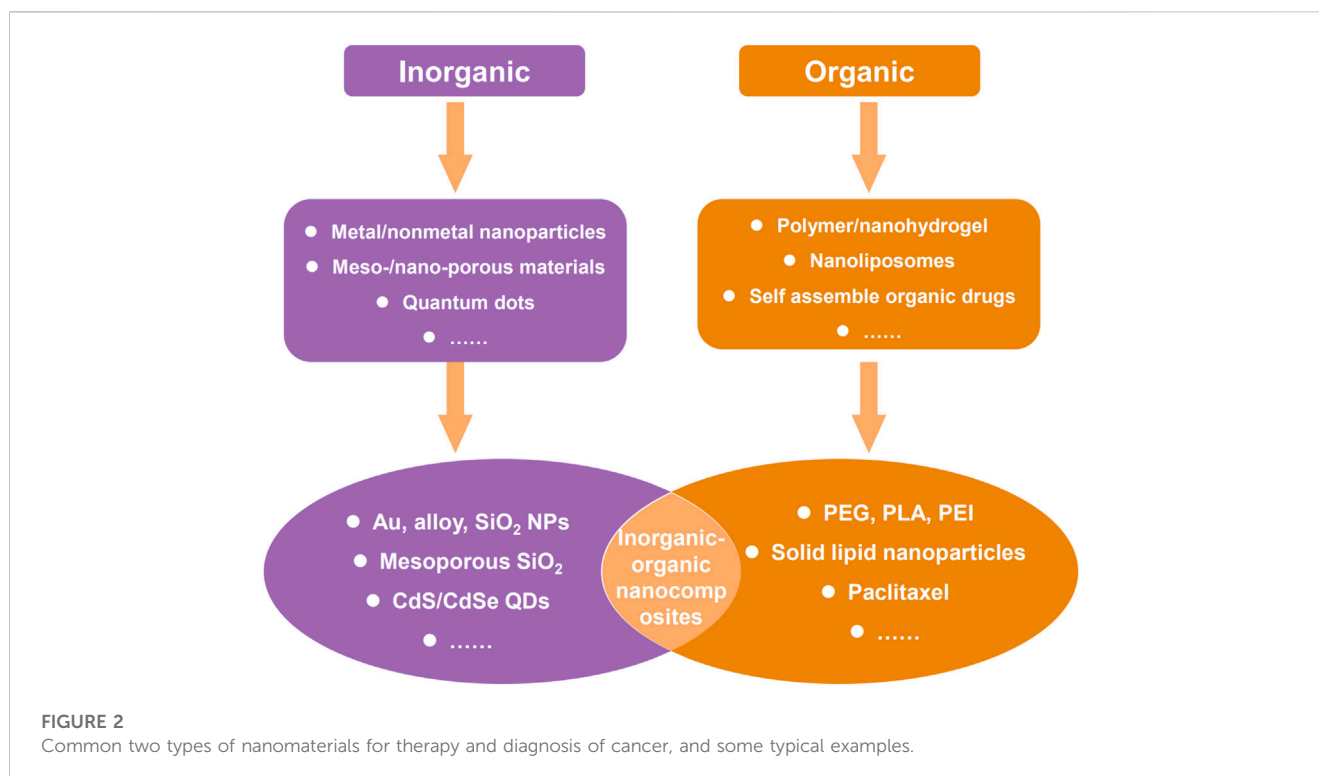 Inorganic
Organic
● Metal/nonmetal nanoparticles
● Meso-/nano-porous materials
● Quantum dots
● ……
● Polymer/nanohydrogel
● Nanoliposomes
● Self assemble organic drugs
● ……
● Au, alloy, SiO₂ NPs
● Mesoporous SiO₂
● CdS/CdSe QDs
● ……
Inorganic-
organic
nanocomp
osites
● PEG, PLA, PEI
● Solid lipid nanoparticles
● Paclitaxel
● ……
FIGURE 2
Common two types of nanomaterials for therapy and diagnosis of cancer, and some typical examples.